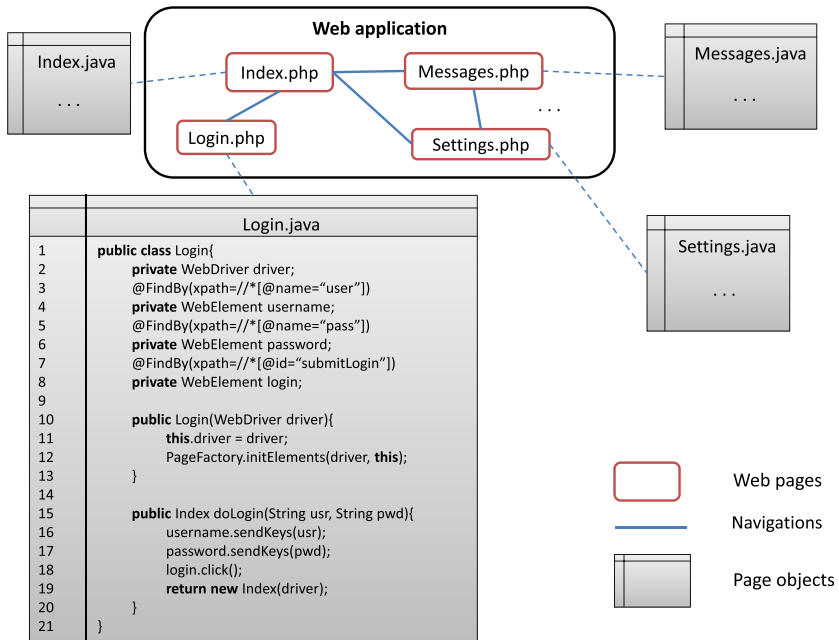 Web application
Index.java
. . .
Index.php
Messages.php
. . .
Login.php
Settings.php
Messages.java
. . .
Settings.java
. . .
Login.java
1 public class Login{
2 private WebDriver driver;
3 @FindBy(xpath=//*[@name=“user”])
4 private WebElement username;
5 @FindBy(xpath=//*[@name=“pass”])
6 private WebElement password;
7 @FindBy(xpath=//*[@id=“submitLogin”])
8 private WebElement login;
9
10 public Login(WebDriver driver){
11 this.driver = driver;
12 PageFactory.initElements(driver, this);
13 }
14
15 public Index doLogin(String usr, String pwd){
16 username.sendKeys(usr);
17 password.sendKeys(pwd);
18 login.click();
19 return new Index(driver);
20 }
21 }
Web pages
Navigations
Page objects